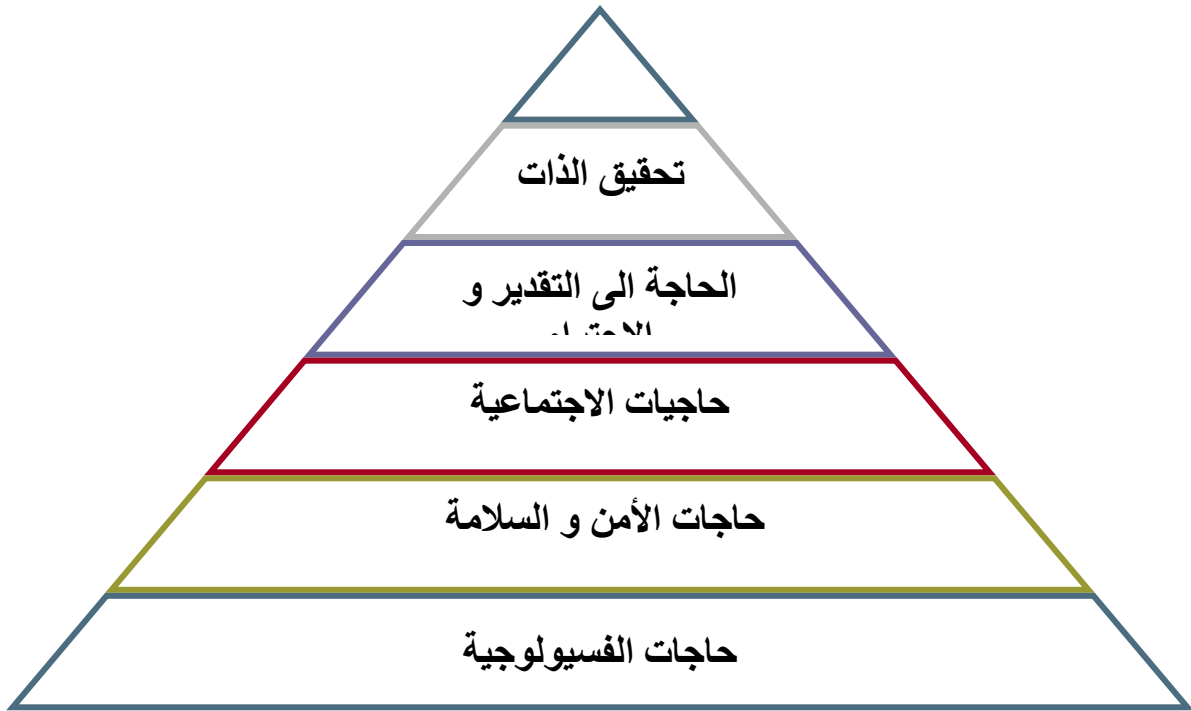 تحقيق الذات
الحاجة الى التقدير و
حاجيات الاجتماعية
حاجات الأمن و السلامة
حاجات الفسيولوجية